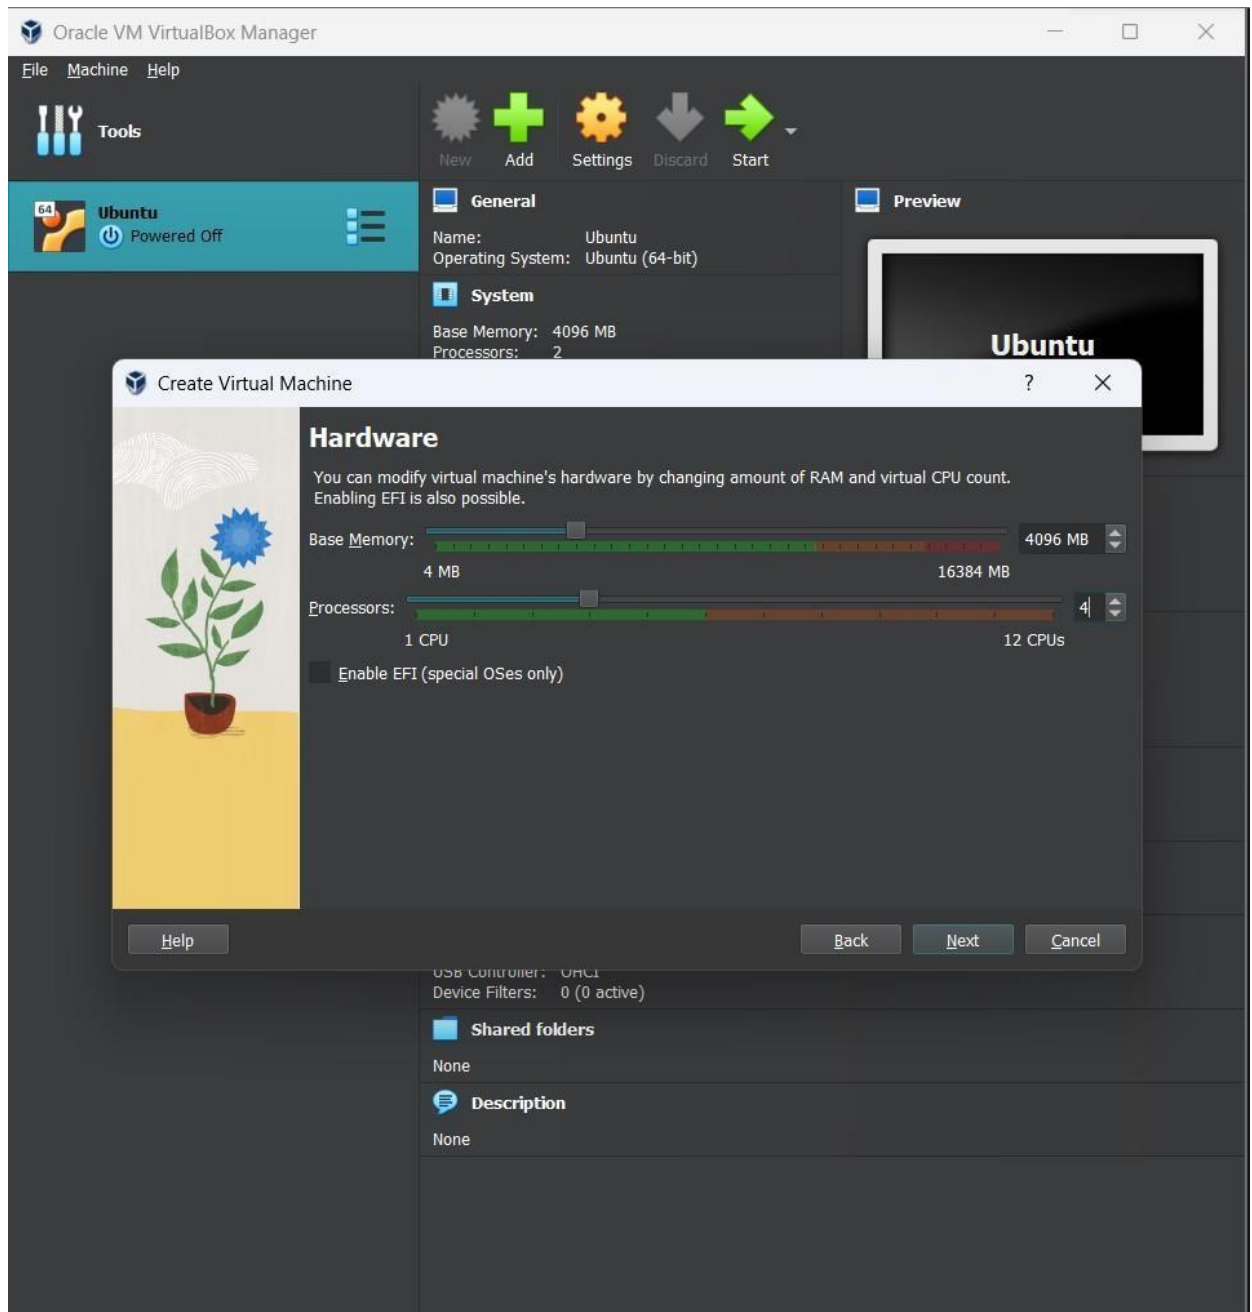 Oracle VM VirtualBox Manager
File Machine Help
Tools
New Add Settings Discard Start
64
Ubuntu
Powered Off
General
Name: Ubuntu
Operating System: Ubuntu (64-bit)
System
Base Memory: 4096 MB
Processors: 2
Preview
Ubuntu
Create Virtual Machine
?
Hardware
You can modify virtual machine's hardware by changing amount of RAM and virtual CPU count.
Enabling EFI is also possible.
Base Memory: 4096 MB
4 MB 16384 MB
Processors: 4
1 CPU 12 CPUs
Enable EFI (special OSes only)
Help Back Next Cancel
USB Controller: OHCI
Device Filters: 0 (0 active)
Shared folders
None
Description
None